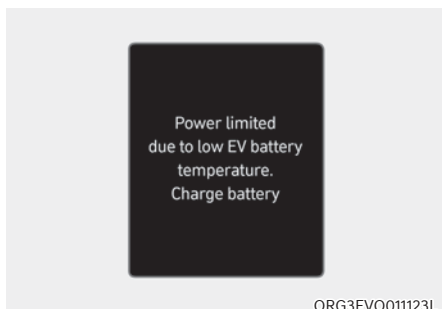 Power limited
due to low EV battery
temperature.
Charge battery
ORG3EVQ011123L